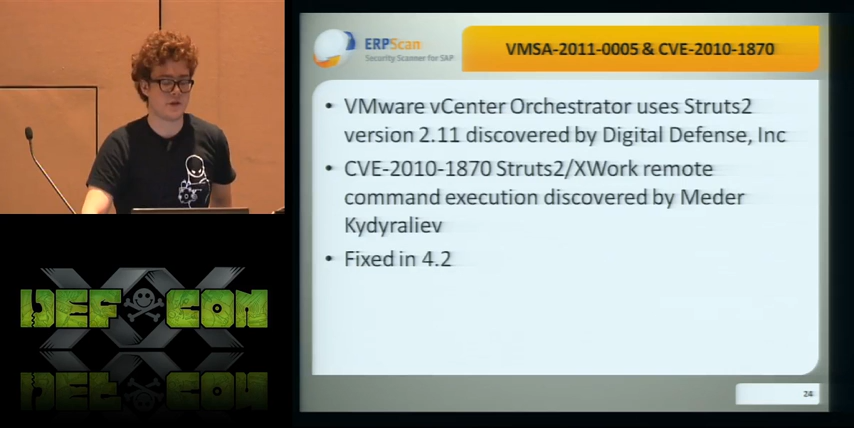 ERPScan
Security Scanner for SAP
VMSA-2011-0005 & CVE-2010-1870
• VMware vCenter Orchestrator uses Struts2
version 2.11 discovered by Digital Defense, Inc
• CVE-2010-1870 Struts2/XWork remote
command execution discovered by Meder
Kydyraliev
• Fixed in 4.2
24
DEF CON
XX